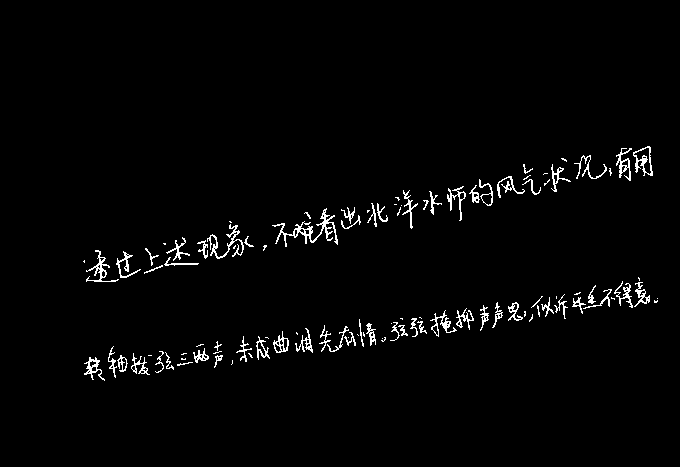 透过上述现象,不难看出北洋水师的风气状况,有用
转轴拨弦三两声,未成曲调先有情。弦弦掩抑声声思,似诉平生不得意。